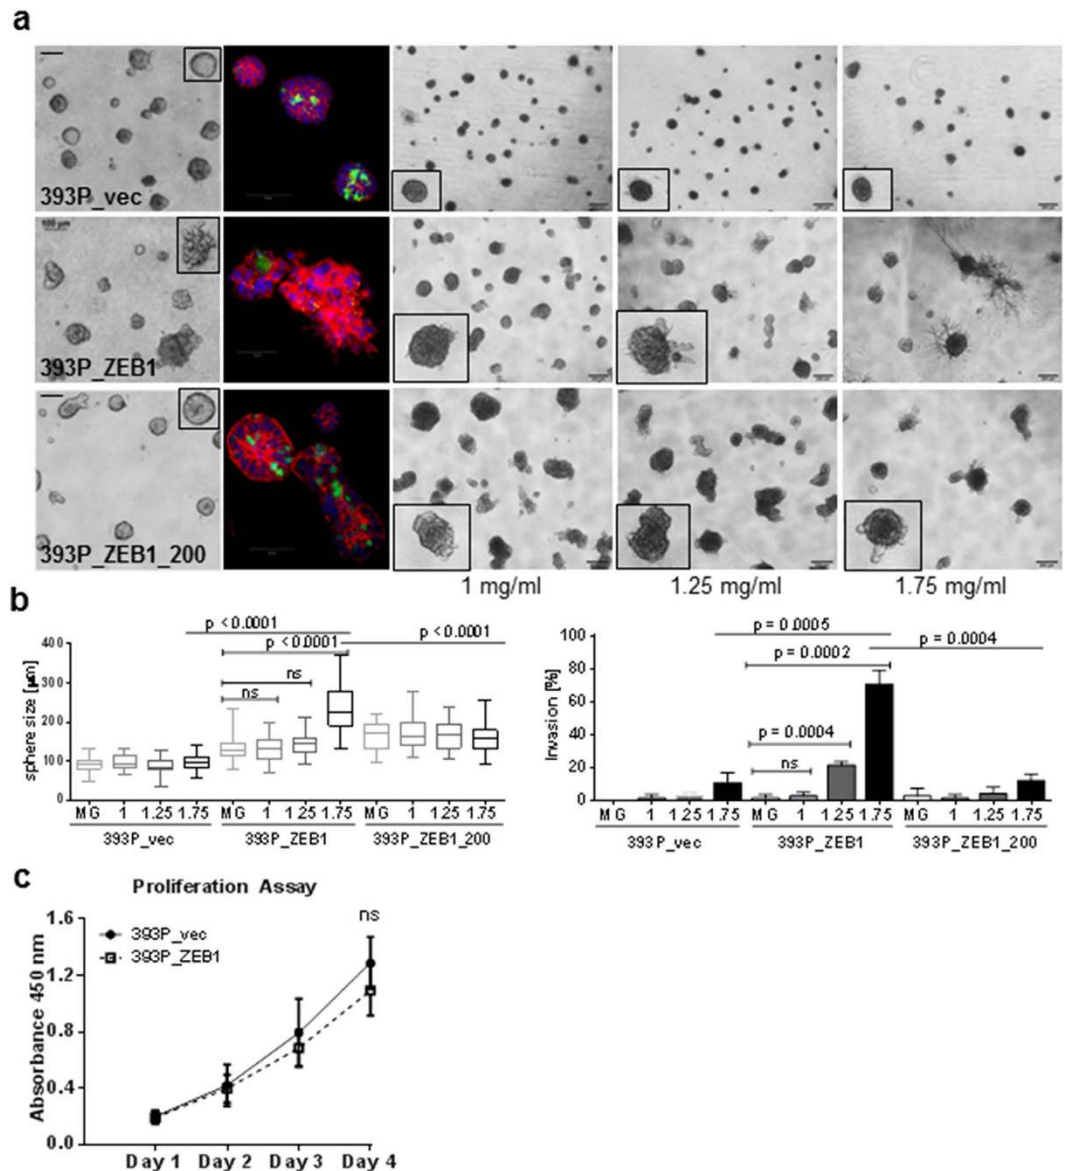 a
393P_vec
100 µm
393P_ZEB1
393P_ZEB1_200
1 mg/ml 1.25 mg/ml 1.75 mg/ml
b
p < 0.0001
p < 0.0001
p < 0.0001
ns
ns
sphere size [µm]
400
300
200
100
0
MG 1 1.25 1.75 MG 1 1.25 1.75 MG 1 1.25 1.75
393P_vec 393P_ZEB1 393P_ZEB1_200
p = 0.0005
p = 0.0004
p = 0.0002
p = 0.0004
ns
Invasion [%]
100
80
60
40
20
0
MG 1 1.25 1.75 MG 1 1.25 1.75 MG 1 1.25 1.75
393P_vec 393P_ZEB1 393P_ZEB1_200
c
Proliferation Assay
ns
393P_vec
393P_ZEB1
Absorbance 450 nm
1.6
1.2
0.8
0.4
0.0
Day 1 Day 2 Day 3 Day 4